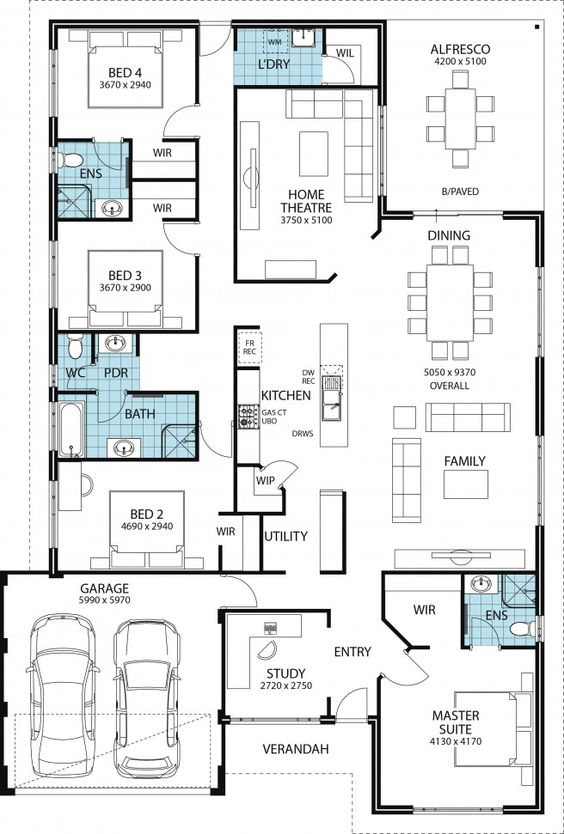 BED 4
3670 x 2940
WM
L'DRY
WIL
ALFRESCO
4200 x 5100
B/PAVED
WIR
ENS
WIR
HOME
THEATRE
3750 x 5100
DINING
BED 3
3670 x 2900
5050 x 9370
OVERALL
WC
PDR
FR
REC
DW
REC
KITCHEN
GAS CT
UBO
DRWS
BATH
FAMILY
WIP
BED 2
4690 x 2940
WIR
UTILITY
GARAGE
5990 x 5970
WIR
ENS
STUDY
2720 x 2750
ENTRY
MASTER
SUITE
4130 x 4170
VERANDAH